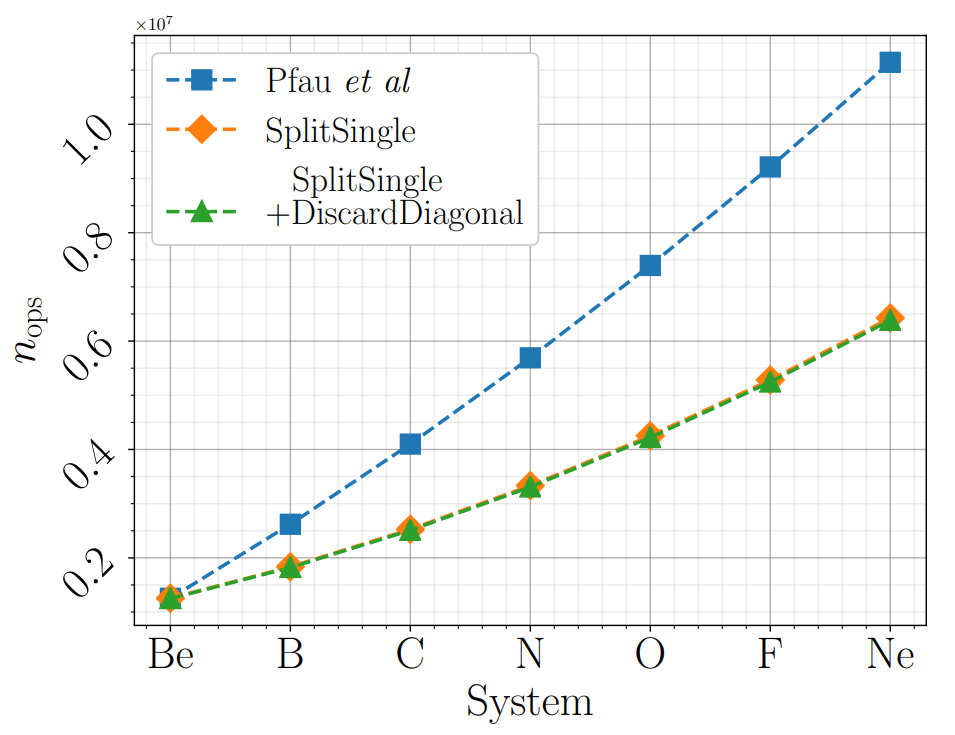 ×10⁷
Pfau et al
SplitSingle
SplitSingle
+DiscardDiagonal
1.0
0.8
0.6
0.4
0.2
n_ops
Be B C N O F Ne
System